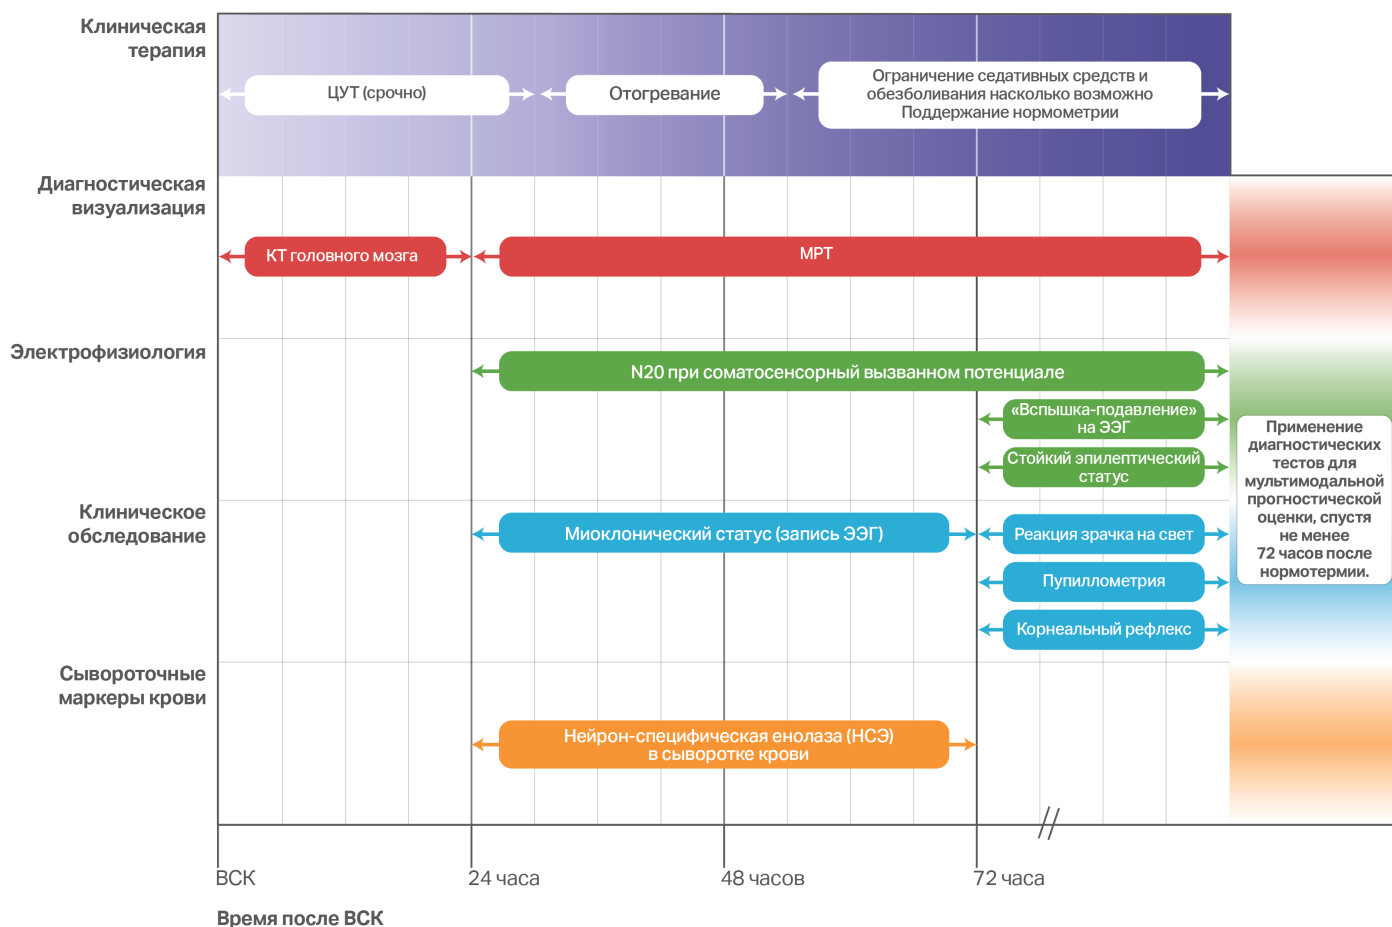 Клиническая
терапия
ЦУТ (срочно)
Отогревание
Ограничение седативных средств и
обезболивания насколько возможно
Поддержание нормометрии
Диагностическая
визуализация
КТ головного мозга
МРТ
Электрофизиология
N20 при соматосенсорный вызванном потенциале
«Вспышка-подавление»
на ЭЭГ
Стойкий эпилептический
статус
Клиническое
обследование
Миоклонический статус (запись ЭЭГ)
Реакция зрачка на свет
Пупиллометрия
Корнеальный рефлекс
Применение
диагностических
тестов для
мультимодальной
прогностической
оценки, спустя
не менее
72 часов после
нормотермии.
Сывороточные
маркеры крови
Нейрон-специфическая енолаза (НСЭ)
в сыворотке крови
ВСК
24 часа
48 часов
72 часа
Время после ВСК